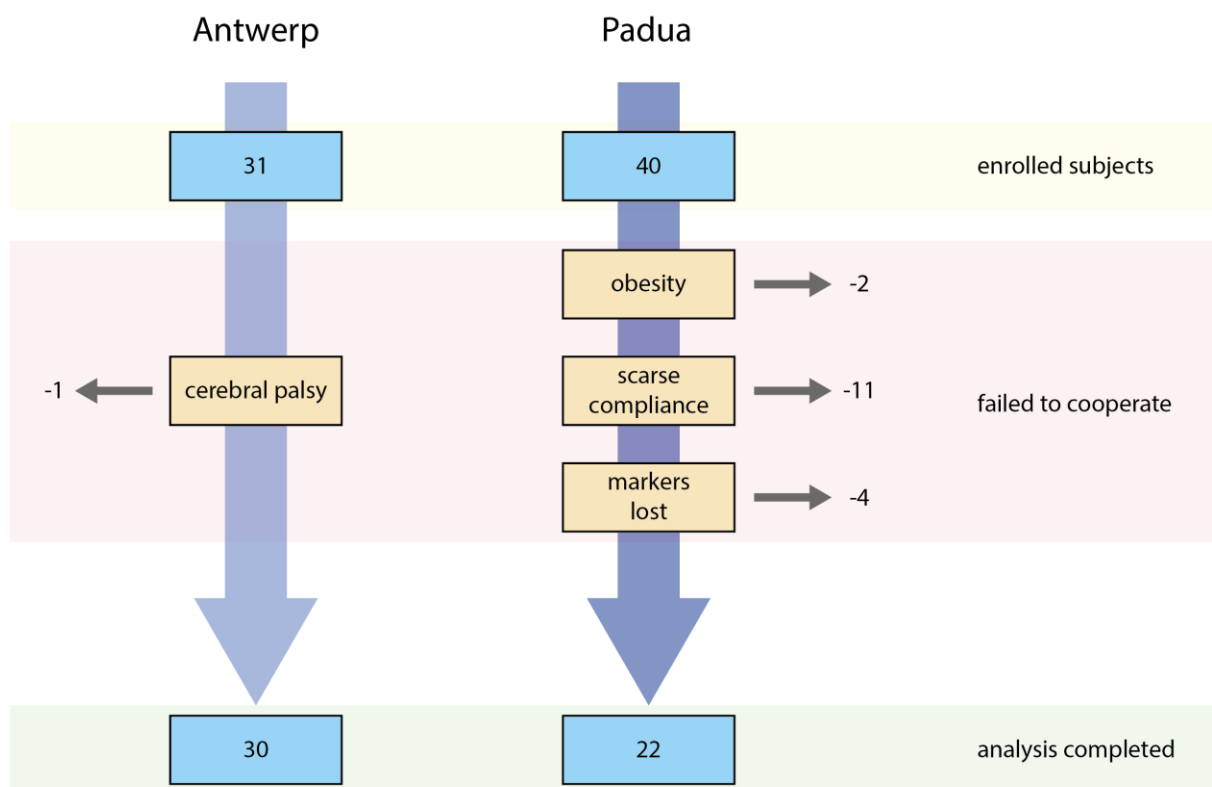 Antwerp Padua
31 40 enrolled subjects
obesity -2
-1 cerebral palsy scarse
compliance -11 failed to cooperate
markers
lost -4
30 22 analysis completed